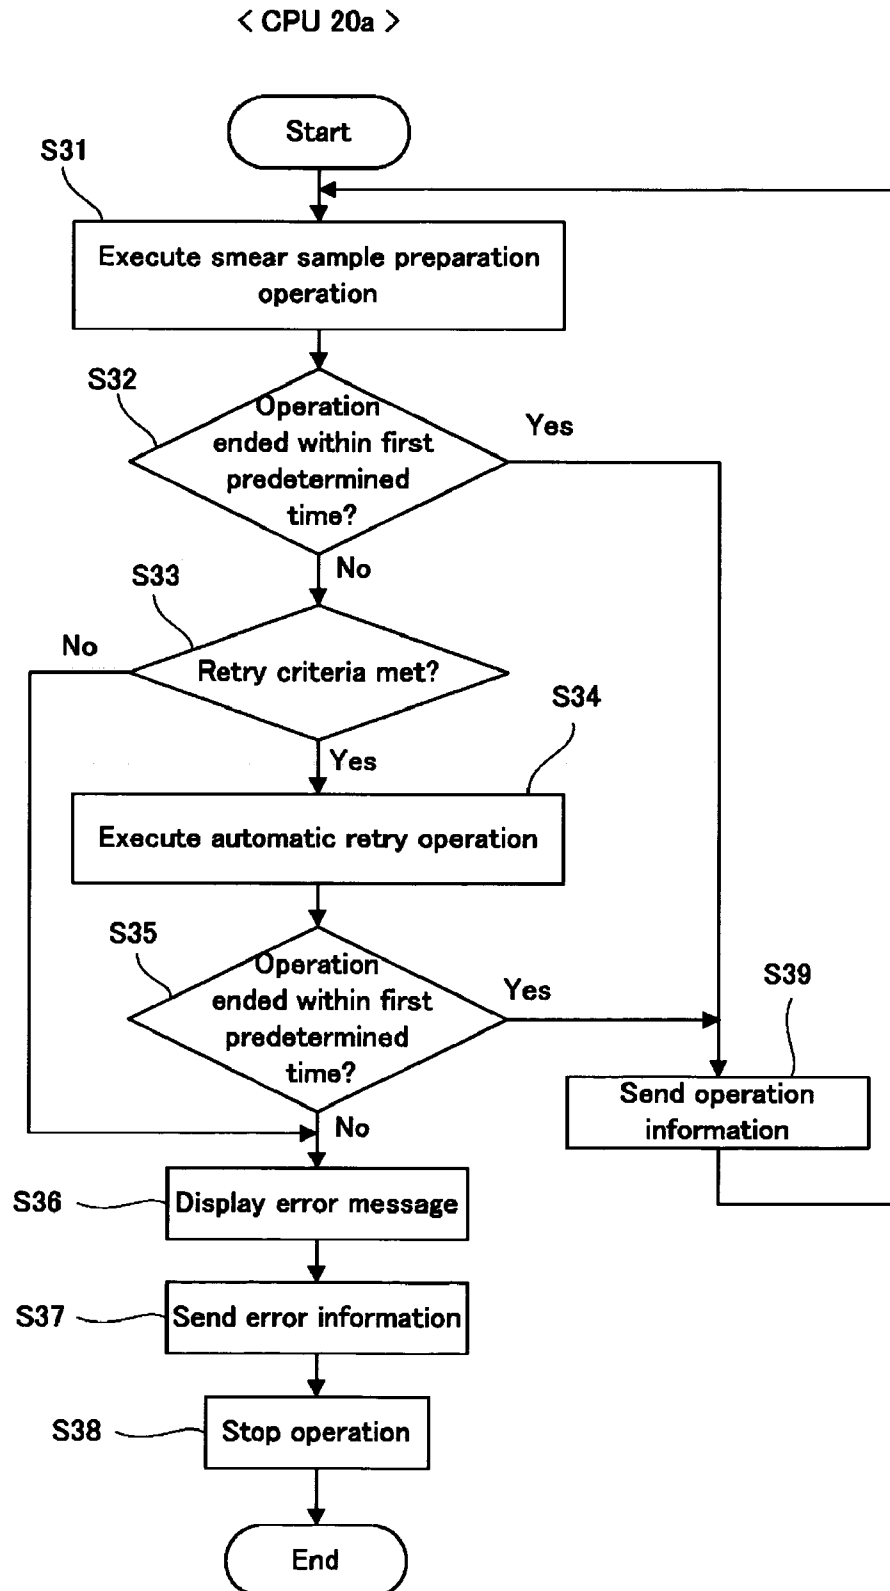 < CPU 20a >
Start
S31
Execute smear sample preparation
operation
S32
Operation
ended within first
predetermined
time?
Yes
No
S33
No
Retry criteria met?
S34
Yes
Execute automatic retry operation
S35
Operation
ended within first
predetermined
time?
Yes
S39
Send operation
information
No
S36
Display error message
S37
Send error information
S38
Stop operation
End